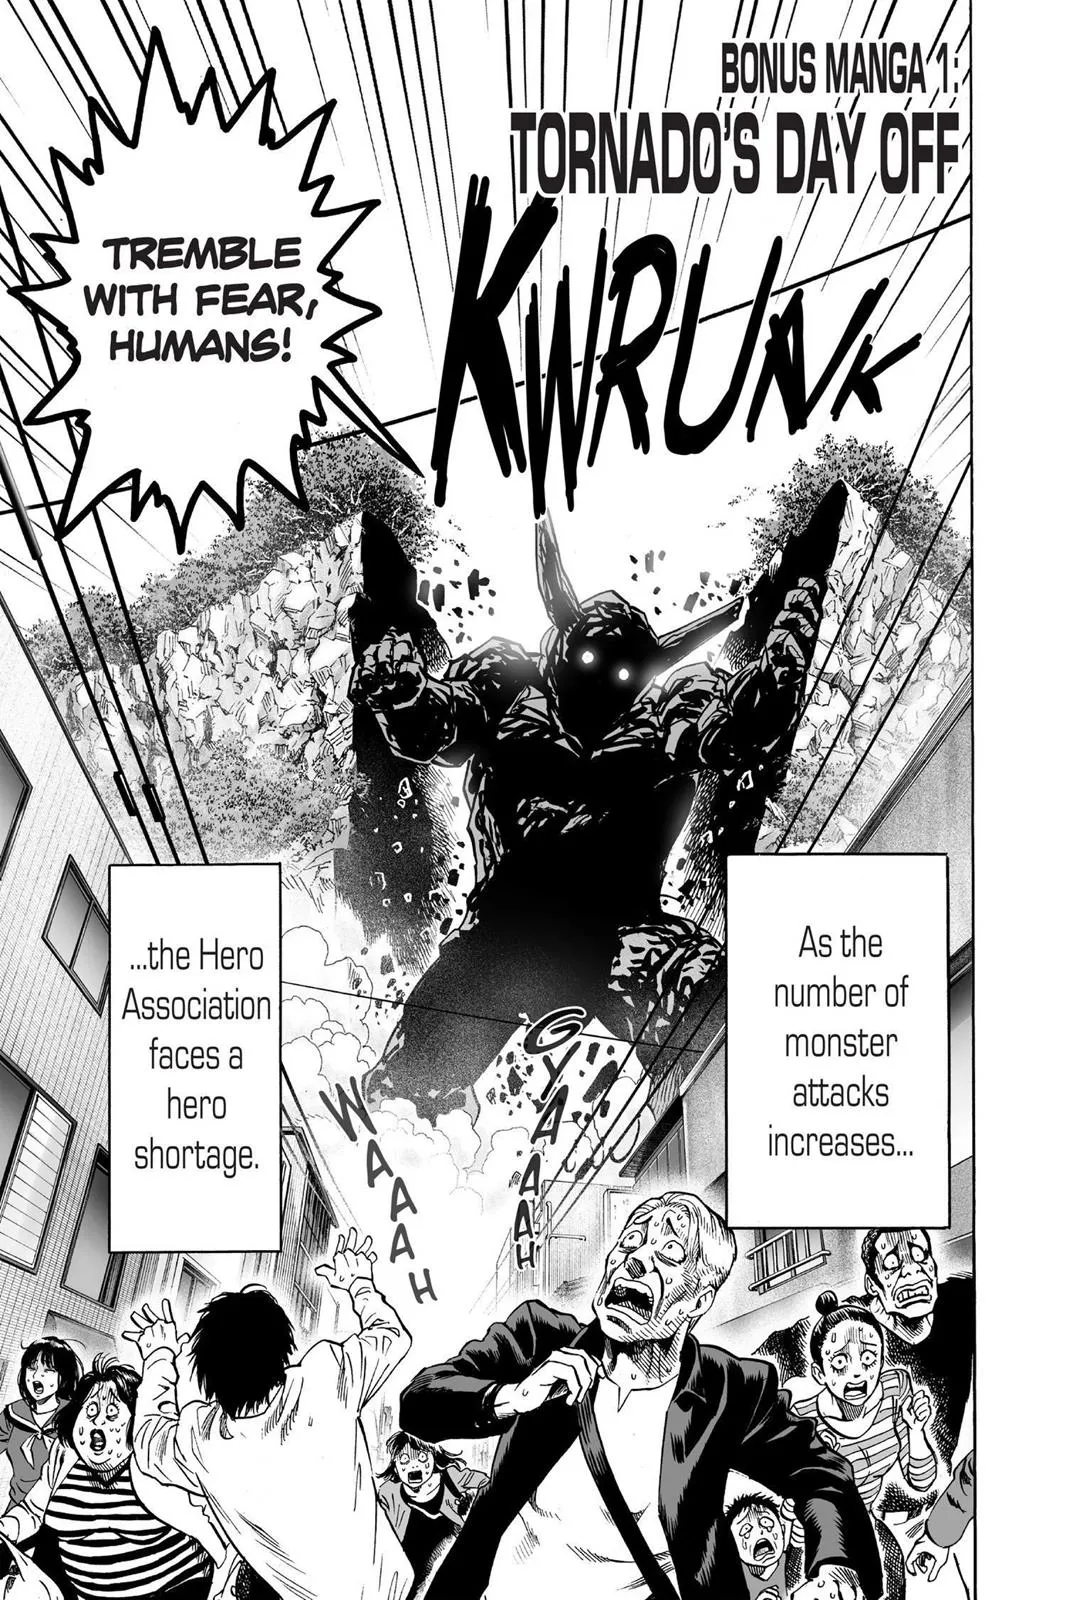 BONUS MANGA 1:
TORNADO'S DAY OFF
KWRUNK
TREMBLE
WITH FEAR,
HUMANS!
As the
number of
monster
attacks
increases...
...the Hero
Association
faces a
hero
shortage.
GYAAAAH
WAAAAH